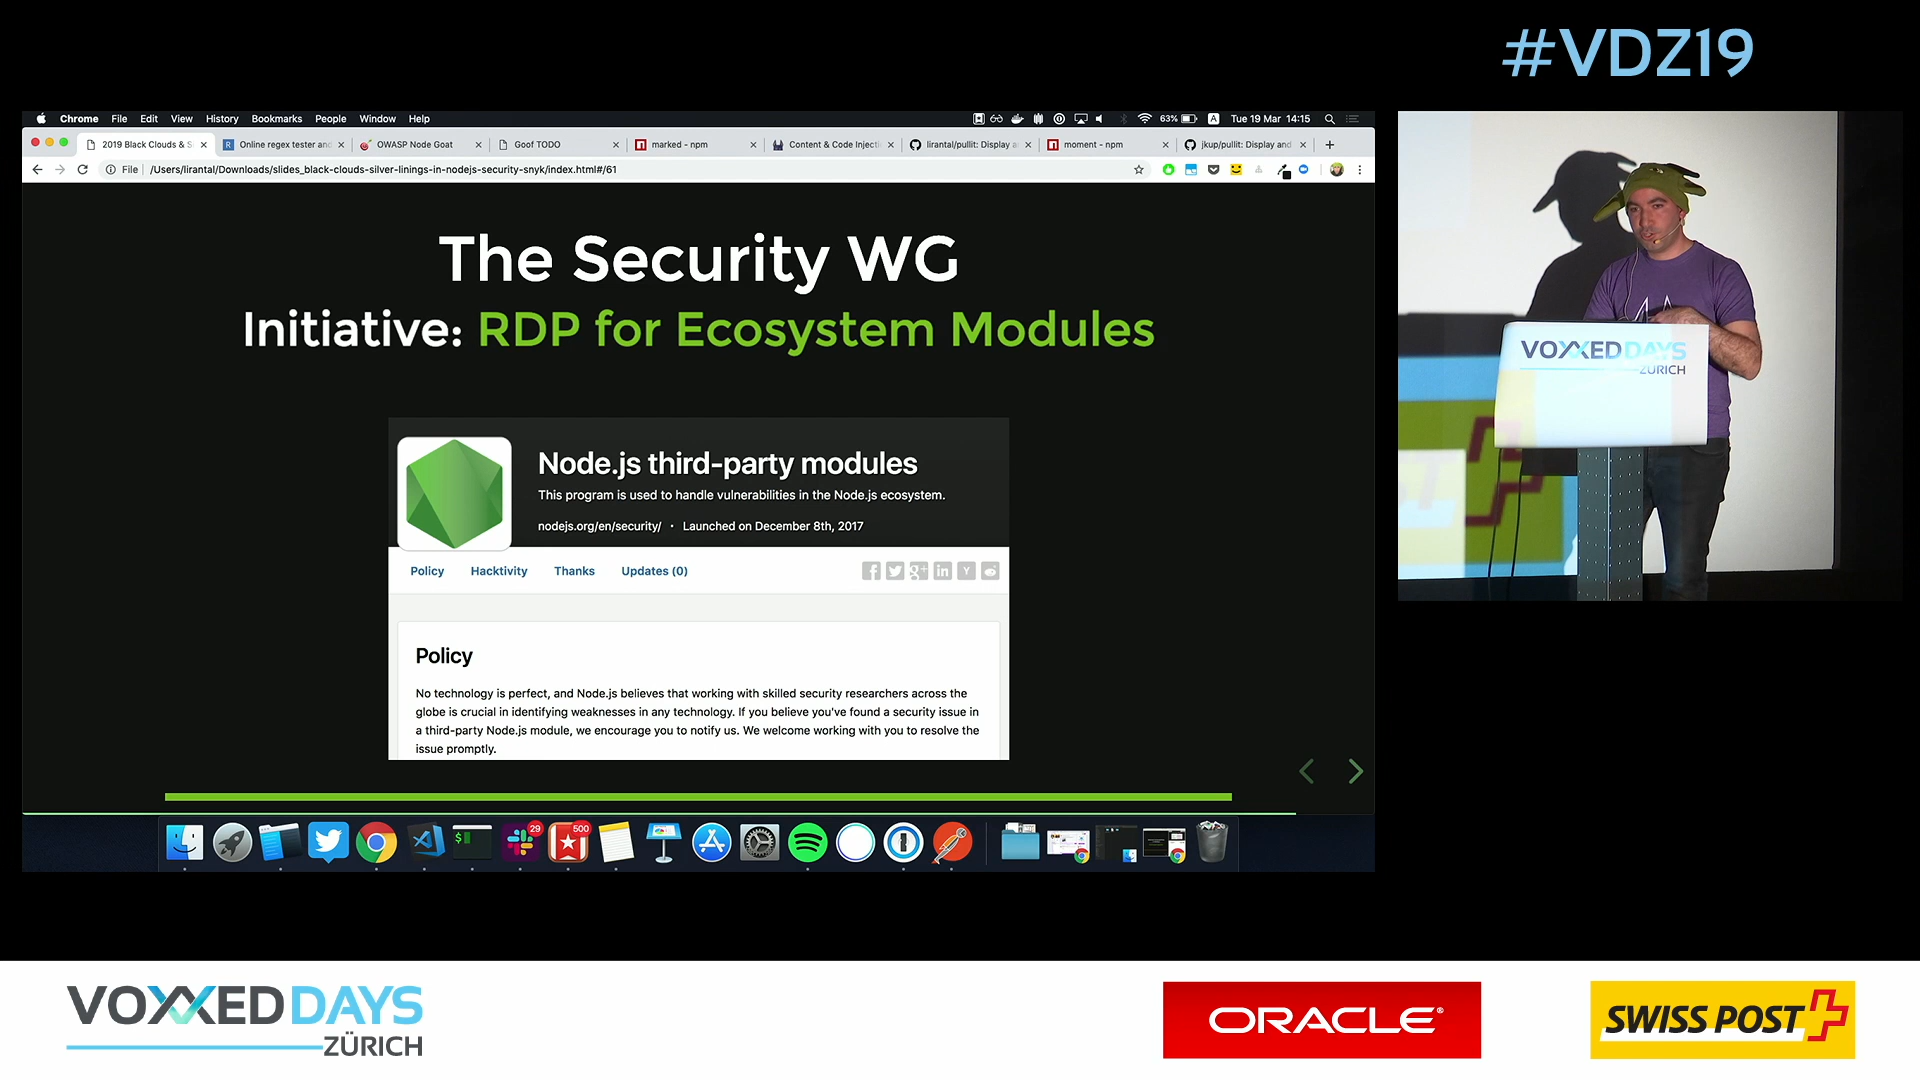 #VDZ19
Chrome File Edit View History Bookmarks People Window Help
63% A Tue 19 Mar 14:15
2019 Black Clouds & S
Online regex tester and
OWASP Node Goat
Goof TODO
marked - npm
Content & Code Injecti
lirantal/pullit: Display a
moment - npm
jkup/pullit: Display and
File /Users/lirantal/Downloads/slides_black-clouds-silver-linings-in-nodejs-security-snyk/index.html#/61
The Security WG
Initiative: RDP for Ecosystem Modules
Node.js third-party modules
This program is used to handle vulnerabilities in the Node.js ecosystem.
nodejs.org/en/security/ · Launched on December 8th, 2017
Policy Hacktivity Thanks Updates (0)
Policy
No technology is perfect, and Node.js believes that working with skilled security researchers across the
globe is crucial in identifying weaknesses in any technology. If you believe you've found a security issue in
a third-party Node.js module, we encourage you to notify us. We welcome working with you to resolve the
issue promptly.
29
500
VOXXED DAYS
ZÜRICH
VOXXED DAYS
ZÜRICH
ORACLE®
SWISS POST